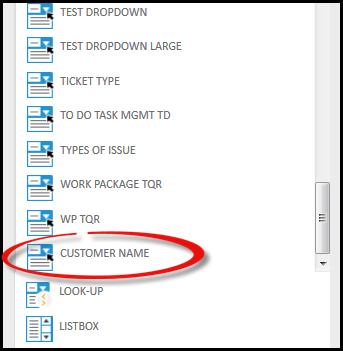 TEST DROPDOWN
TEST DROPDOWN LARGE
TICKET TYPE
TO DO TASK MGMT TD
TYPES OF ISSUE
WORK PACKAGE TQR
WP TQR
CUSTOMER NAME
LOOK-UP
LISTBOX